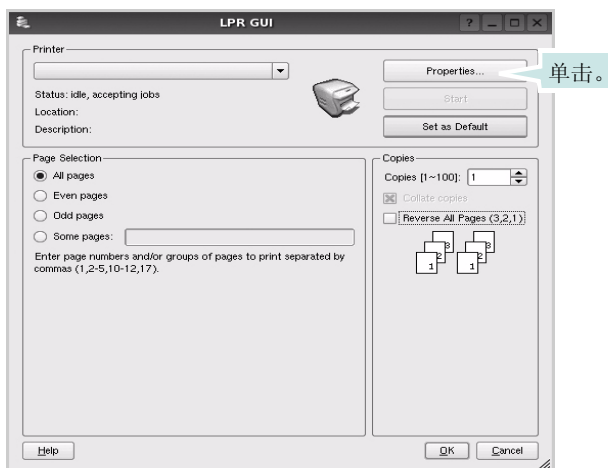 LPR GUI
Printer
Properties...
单击。
Status: idle, accepting jobs
Start
Location:
Description:
Set as Default
Page Selection
All pages
Even pages
Odd pages
Some pages:
Enter page numbers and/or groups of pages to print separated by
commas (1,2-5,10-12,17).
Copies
Copies [1~100]: 1
Collate copies
Reverse All Pages (3,2,1)
3 3
2 2
1 1
Help
OK
Cancel